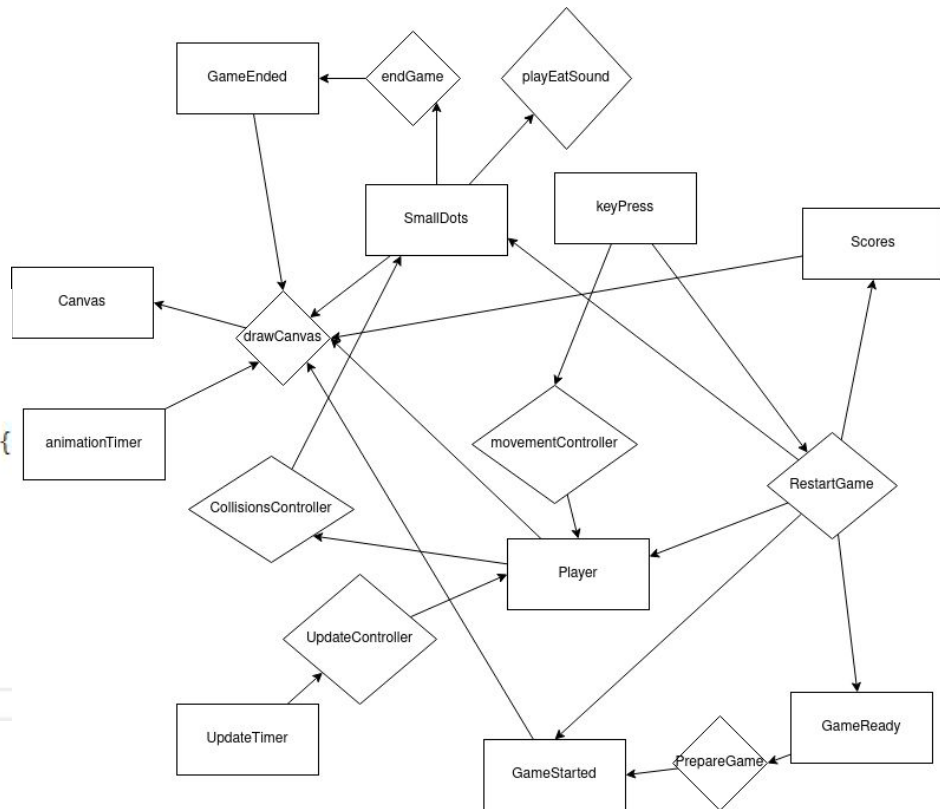 GameEnded
endGame
playEatSound
SmallDots
keyPress
Scores
Canvas
drawCanvas
{
animationTimer
movementController
RestartGame
CollisionsController
Player
UpdateController
GameReady
UpdateTimer
PrepareGame
GameStarted